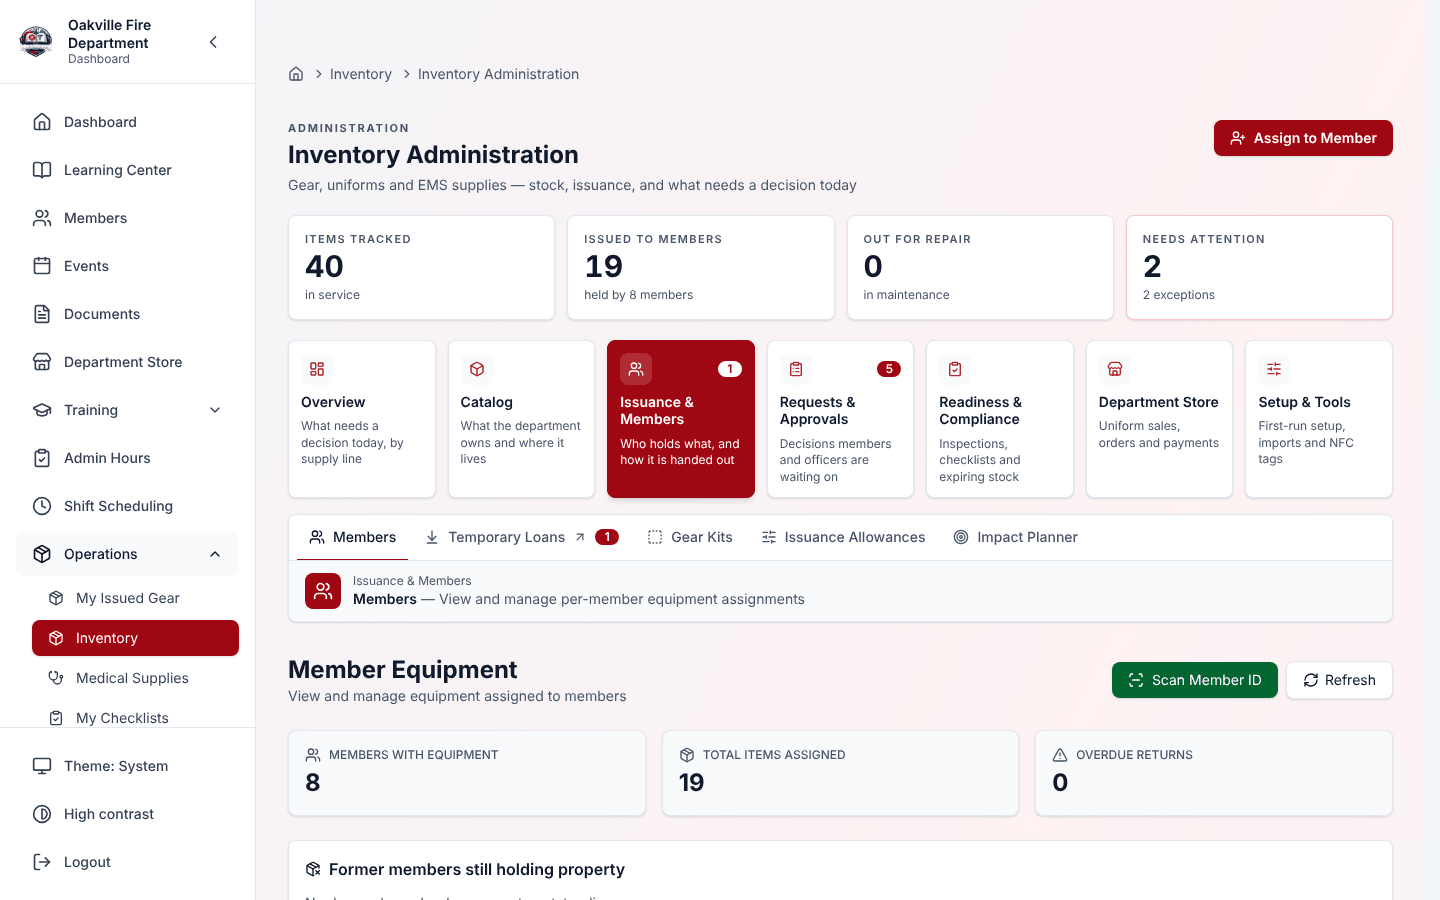 Oakville Fire
Department
Dashboard
Dashboard
Learning Center
Members
Events
Documents
Department Store
Training
Admin Hours
Shift Scheduling
Operations
My Issued Gear
Inventory
Medical Supplies
My Checklists
Theme: System
High contrast
Logout
Inventory
Inventory Administration
ADMINISTRATION
Inventory Administration
Gear, uniforms and EMS supplies — stock, issuance, and what needs a decision today
Assign to Member
ITEMS TRACKED
40
in service
ISSUED TO MEMBERS
19
held by 8 members
OUT FOR REPAIR
0
in maintenance
NEEDS ATTENTION
2
2 exceptions
Overview
What needs a
decision today, by
supply line
Catalog
What the department
owns and where it
lives
1
Issuance &
Members
Who holds what, and
how it is handed out
5
Requests &
Approvals
Decisions members
and officers are
waiting on
Readiness &
Compliance
Inspections,
checklists and
expiring stock
Department Store
Uniform sales,
orders and payments
Setup & Tools
First-run setup,
imports and NFC
tags
Members
Temporary Loans
1
Gear Kits
Issuance Allowances
Impact Planner
Issuance & Members
Members — View and manage per-member equipment assignments
Member Equipment
View and manage equipment assigned to members
Scan Member ID
Refresh
MEMBERS WITH EQUIPMENT
8
TOTAL ITEMS ASSIGNED
19
OVERDUE RETURNS
0
Former members still holding property